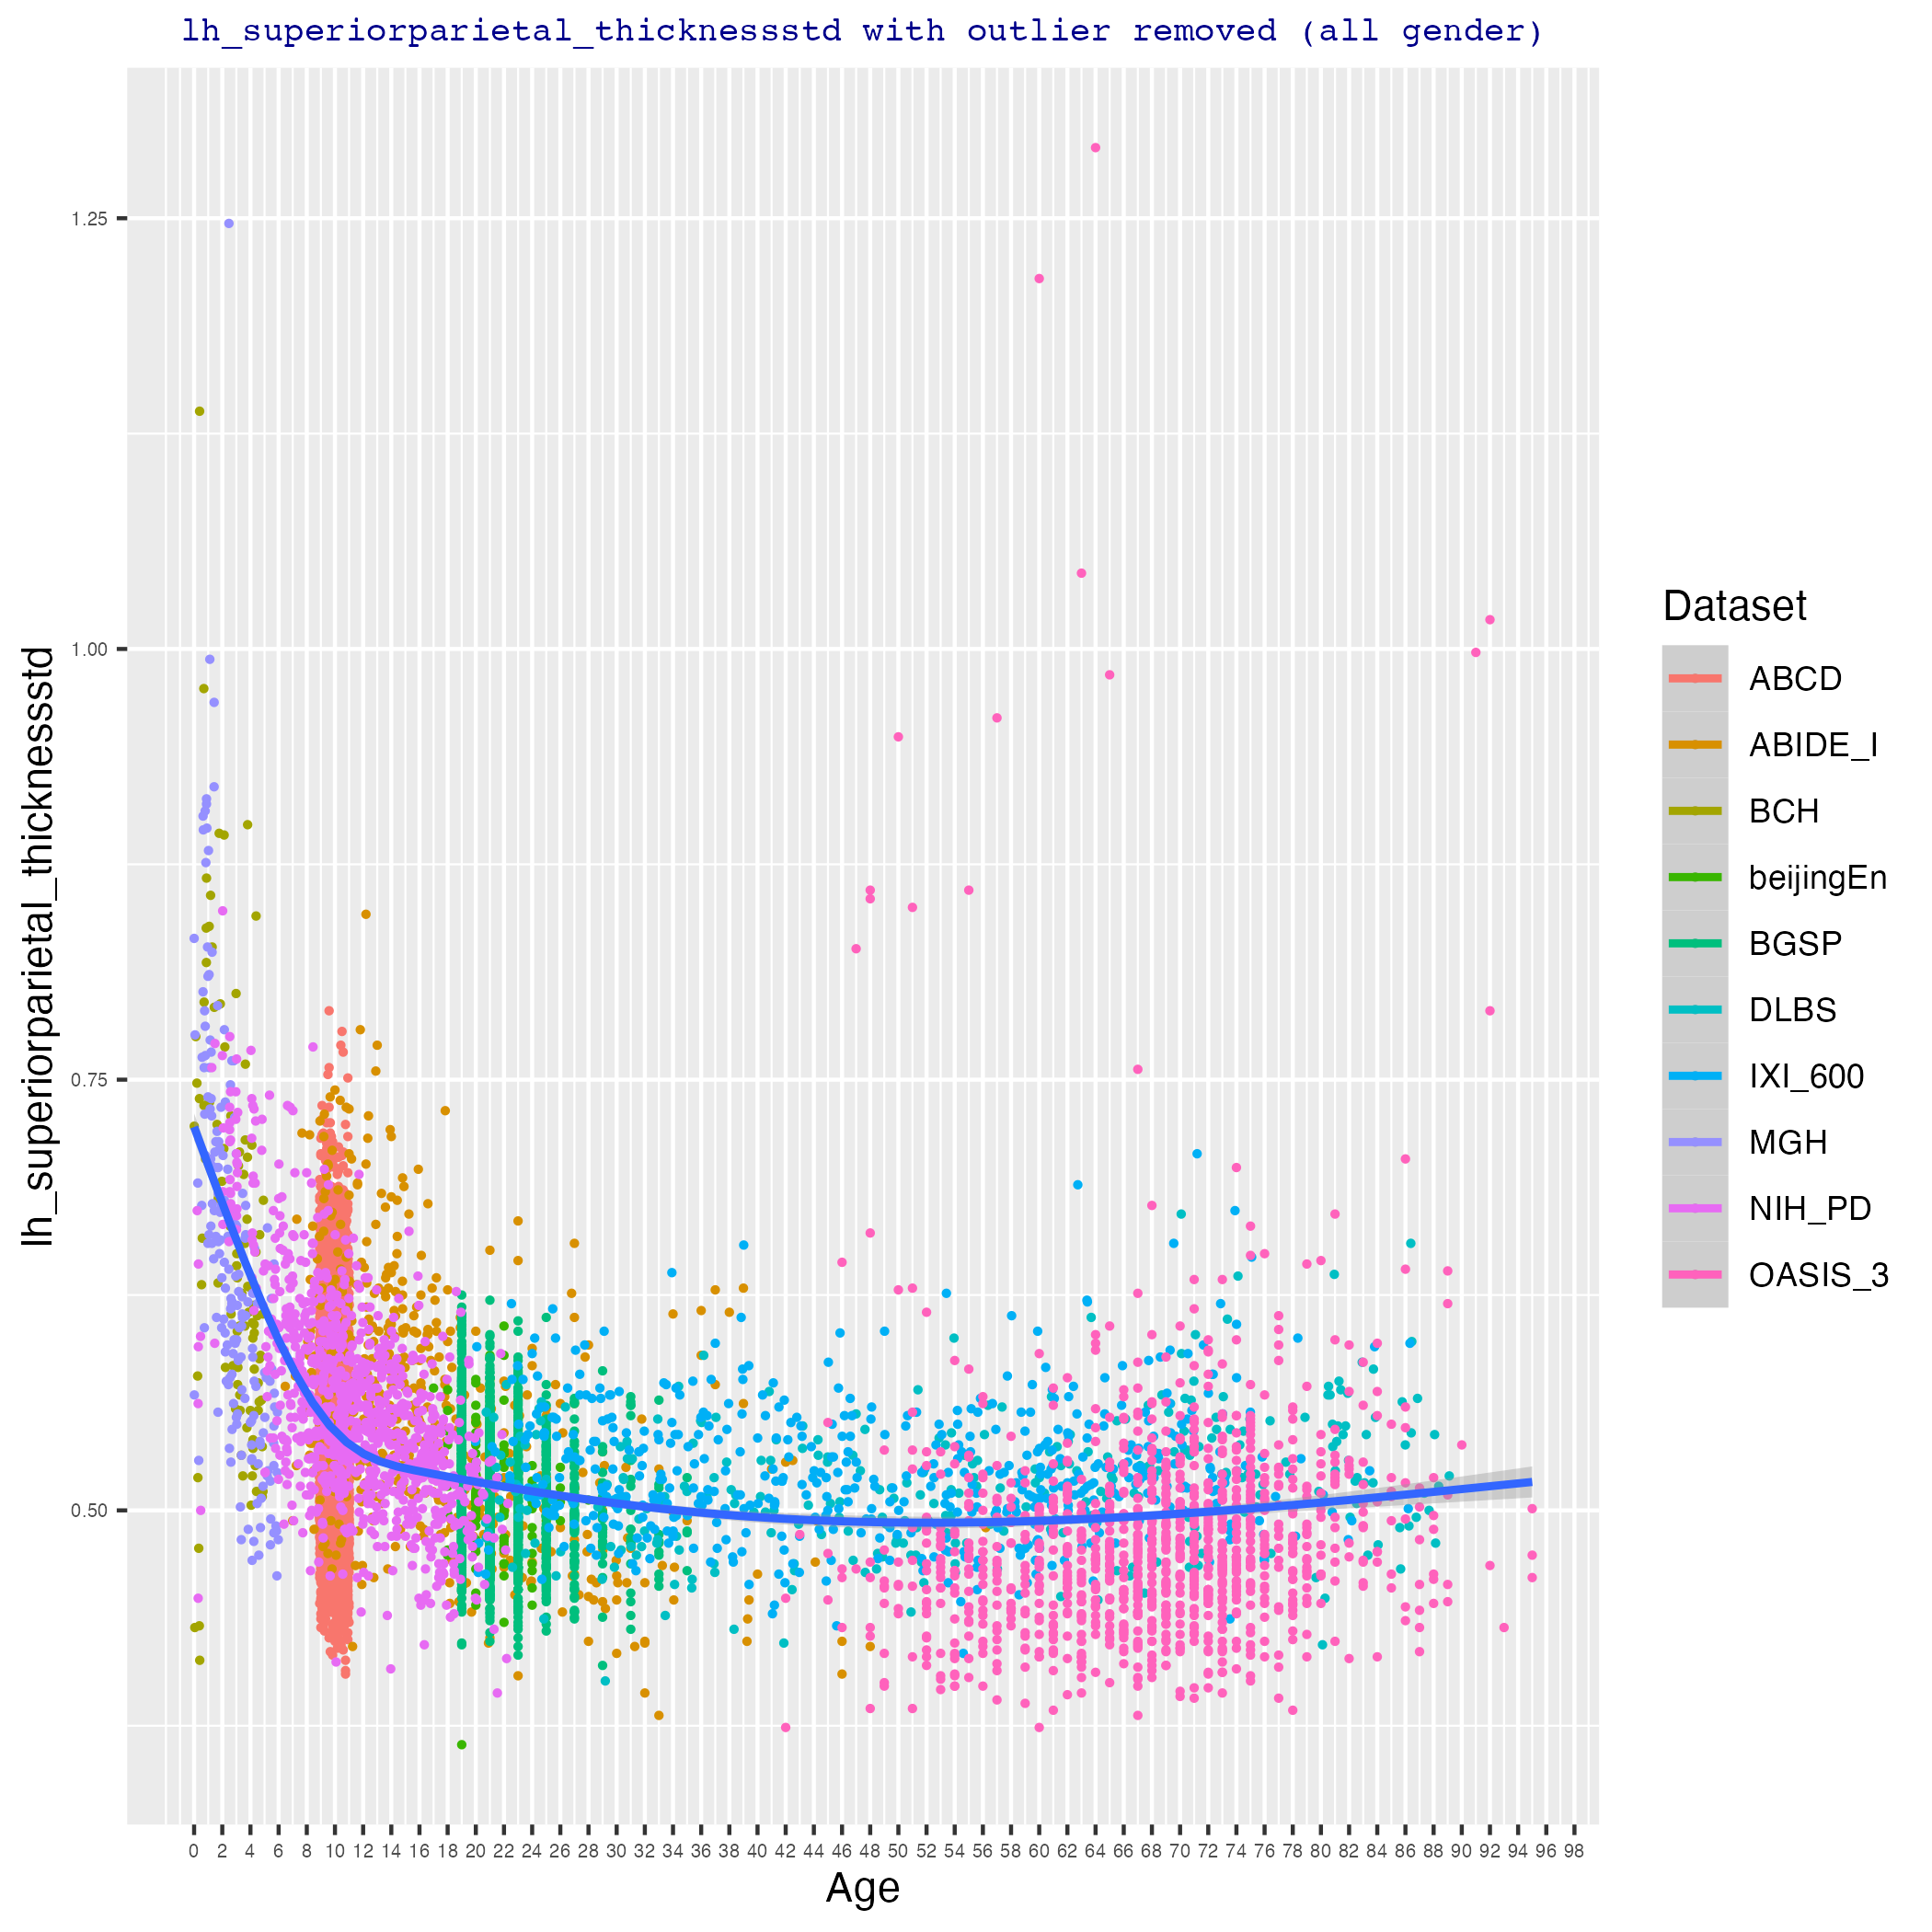 lh_superiorparietal_thicknessstd with outlier removed (all gender)
lh_superiorparietal_thicknessstd
1.25
1.00
0.75
0.50
0 2 4 6 8 10 12 14 16 18 20 22 24 26 28 30 32 34 36 38 40 42 44 46 48 50 52 54 56 58 60 62 64 66 68 70 72 74 76 78 80 82 84 86 88 90 92 94 96 98
Age
Dataset
ABCD
ABIDE_I
BCH
beijingEn
BGSP
DLBS
IXI_600
MGH
NIH_PD
OASIS_3